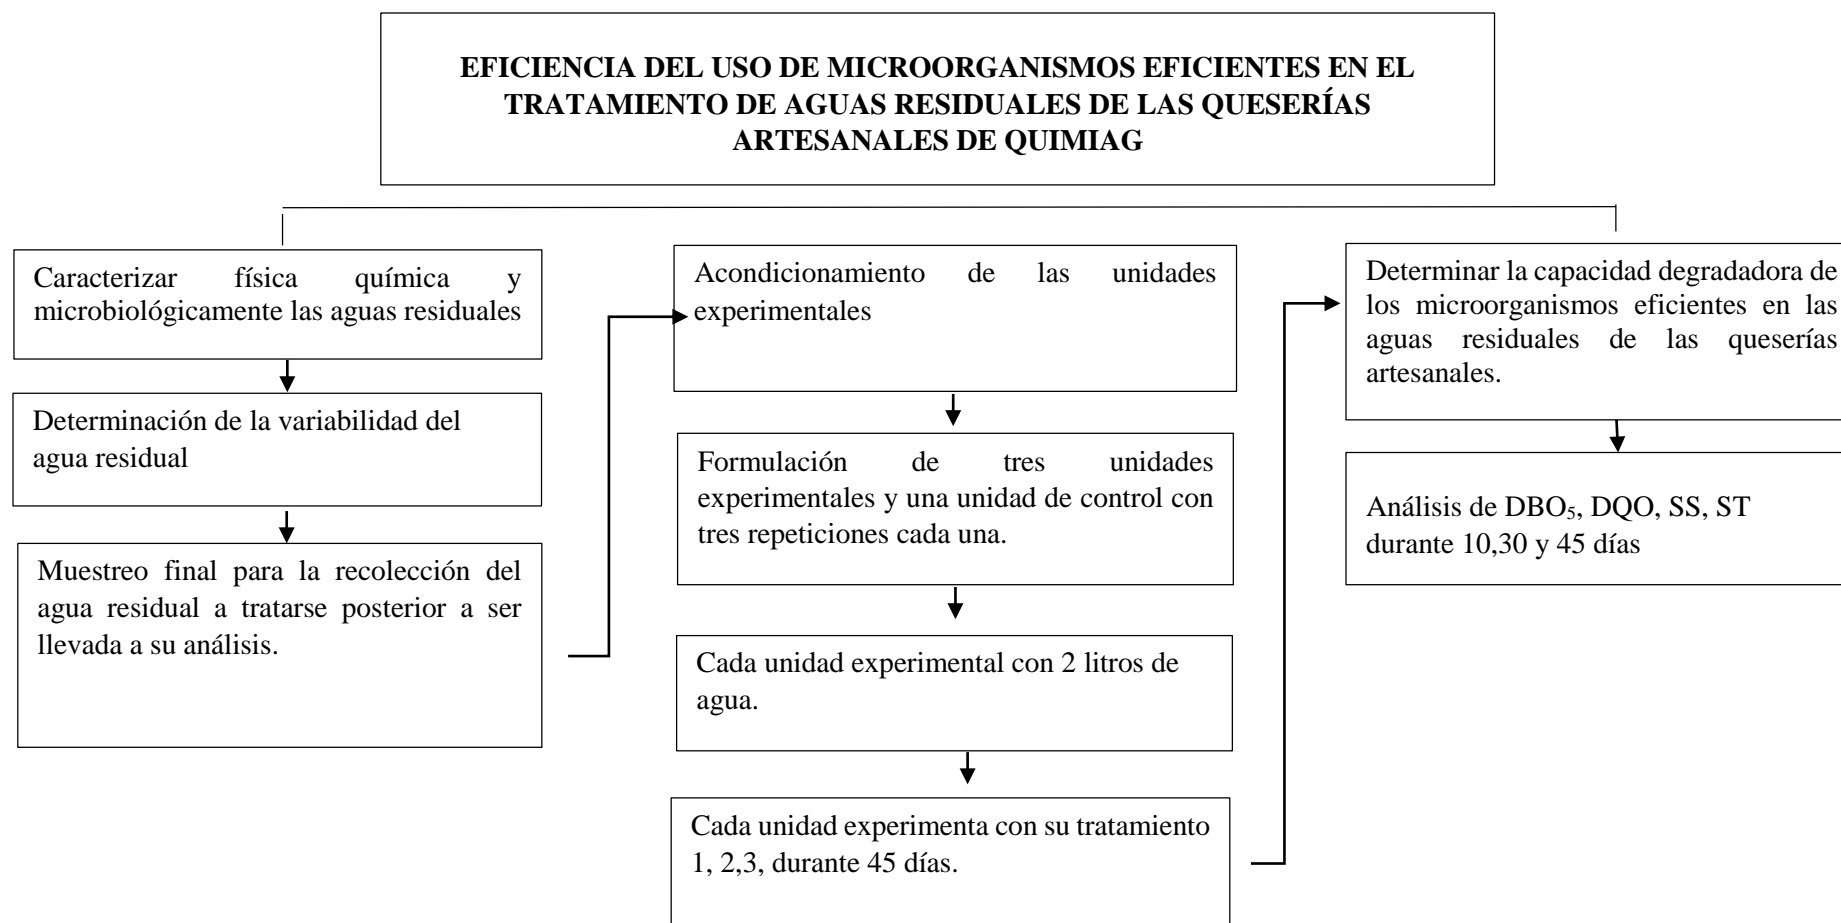 EFICIENCIA DEL USO DE MICROORGANISMOS EFICIENTES EN EL
TRATAMIENTO DE AGUAS RESIDUALES DE LAS QUESERÍAS
ARTESANALES DE QUIMIAG
Caracterizar física química y
microbiológicamente las aguas residuales
Determinación de la variabilidad del
agua residual
Muestreo final para la recolección del
agua residual a tratarse posterior a ser
llevada a su análisis.
Acondicionamiento de las unidades
experimentales
Formulación de tres unidades
experimentales y una unidad de control con
tres repeticiones cada una.
Cada unidad experimental con 2 litros de
agua.
Cada unidad experimenta con su tratamiento
1, 2,3, durante 45 días.
Determinar la capacidad degradadora de
los microorganismos eficientes en las
aguas residuales de las queserías
artesanales.
Análisis de DBO₅, DQO, SS, ST
durante 10,30 y 45 días